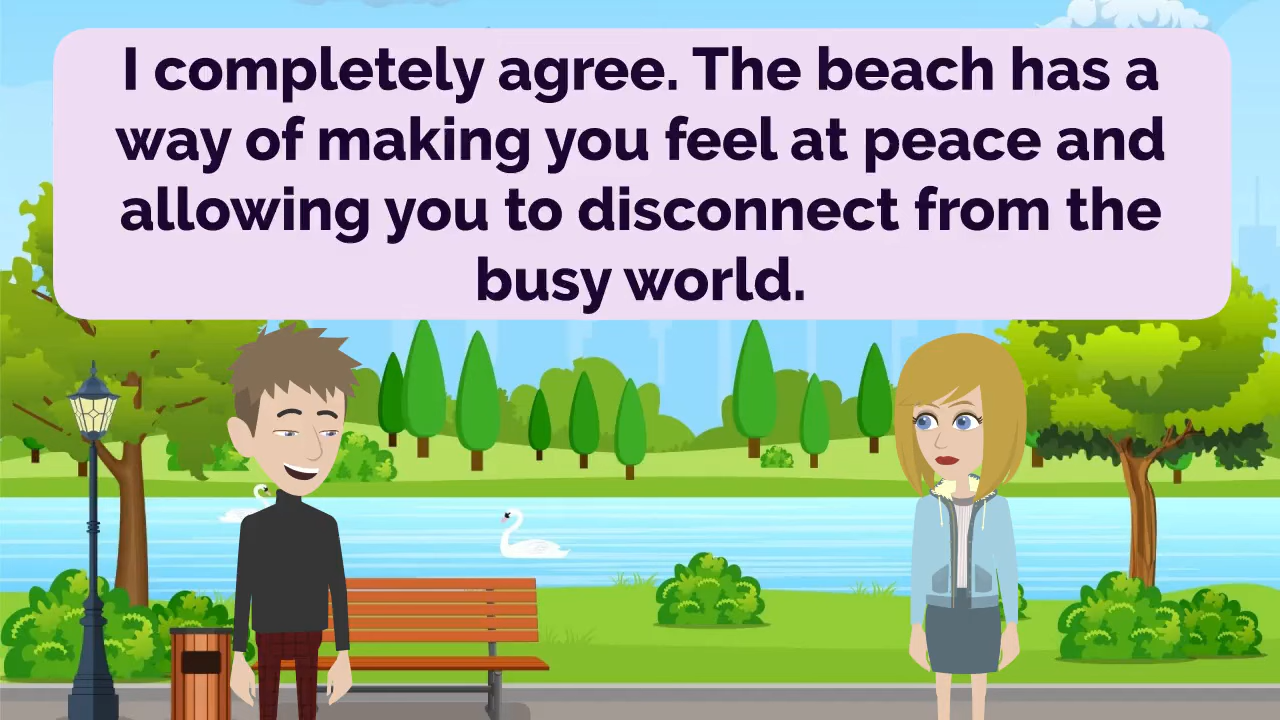 I completely agree. The beach has a
way of making you feel at peace and
allowing you to disconnect from the
busy world.